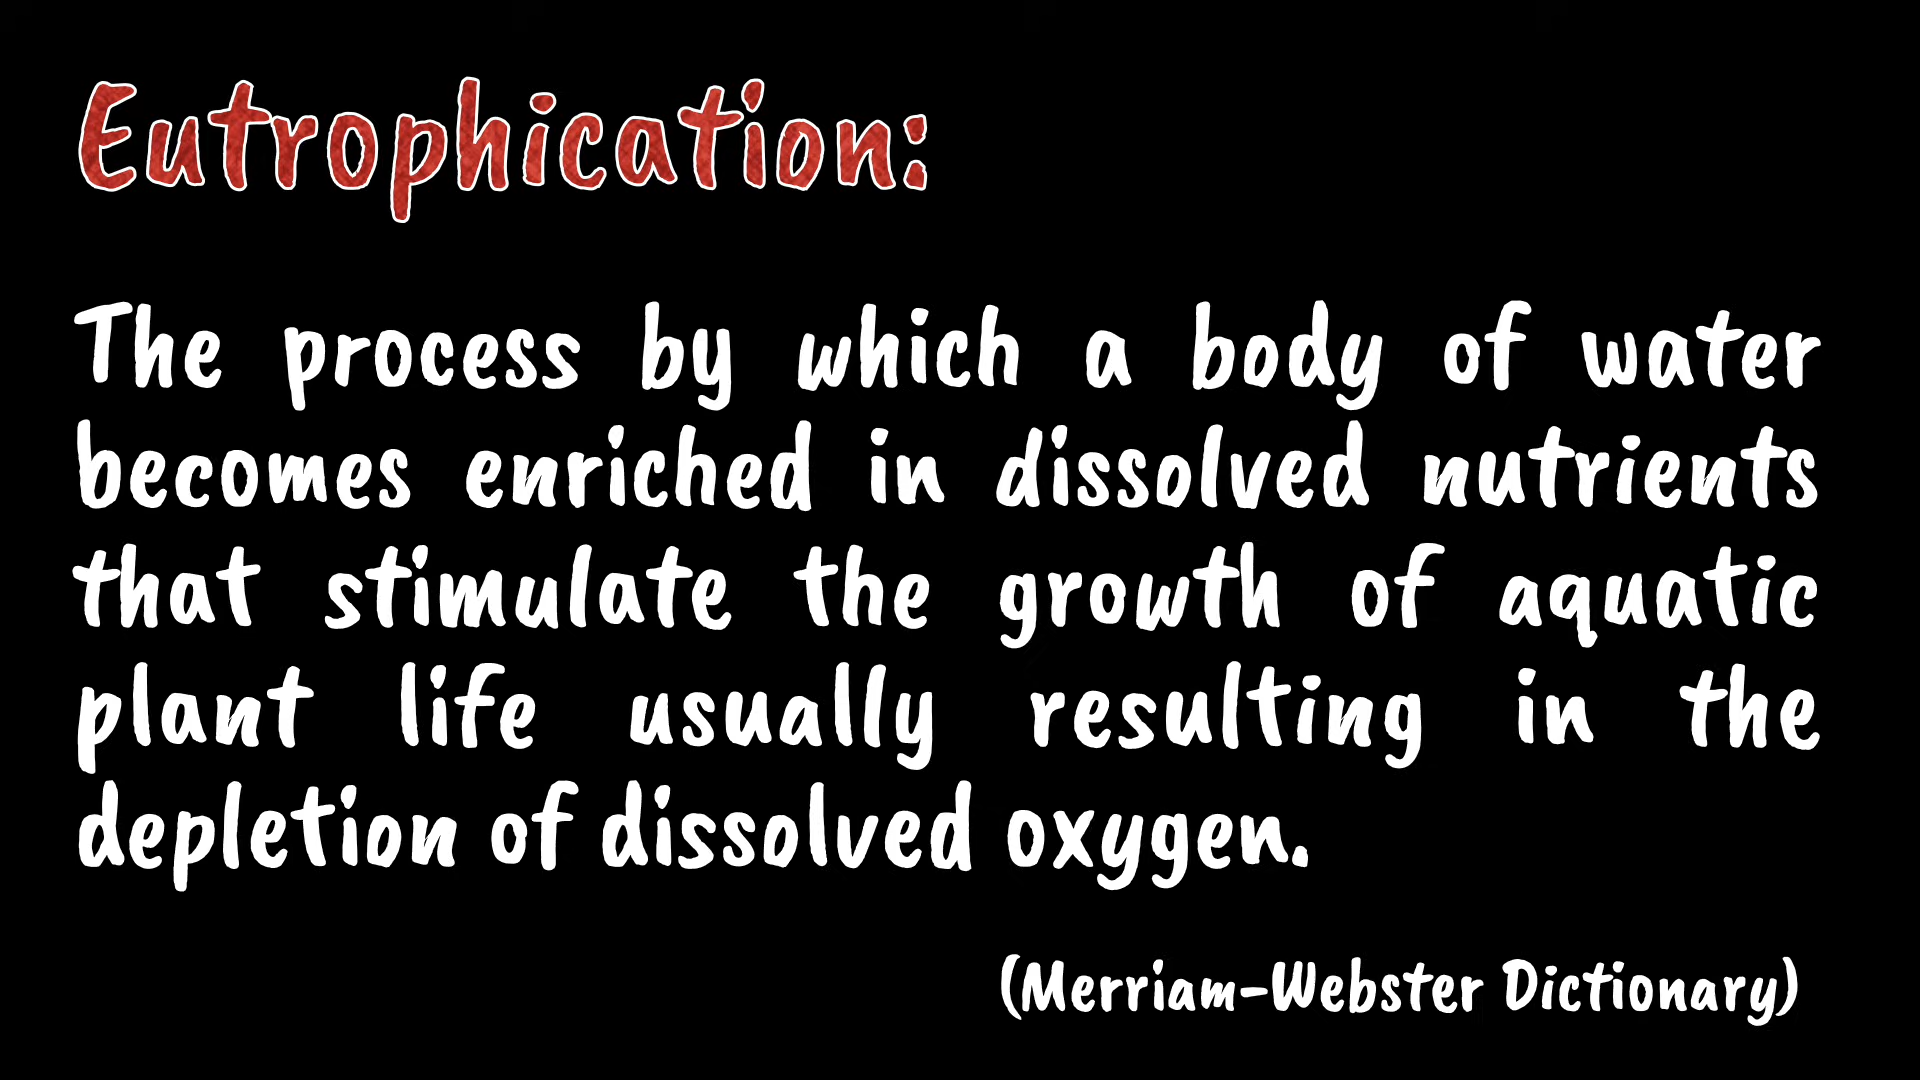 Eutrophication:
The process by which a body of water
becomes enriched in dissolved nutrients
that stimulate the growth of aquatic
plant life usually resulting in the
depletion of dissolved oxygen.
(Merriam-Webster Dictionary)